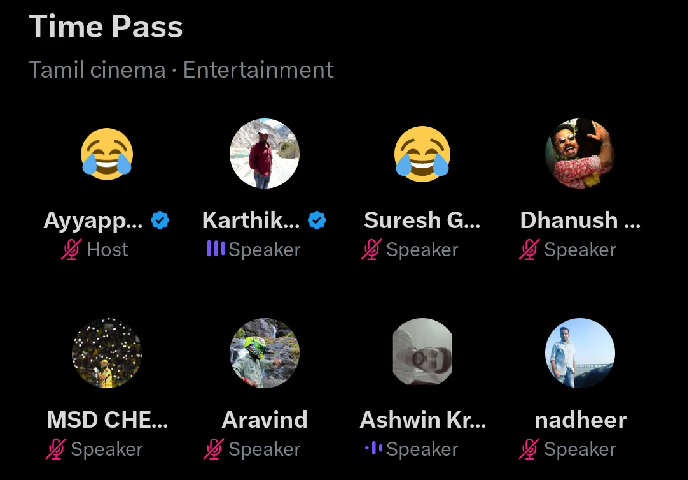 Time Pass
Tamil cinema · Entertainment
Ayyapp... Karthik... Suresh G... Dhanush ...
Host Speaker Speaker Speaker
MSD CHE... Aravind Ashwin Kr... nadheer
Speaker Speaker Speaker Speaker